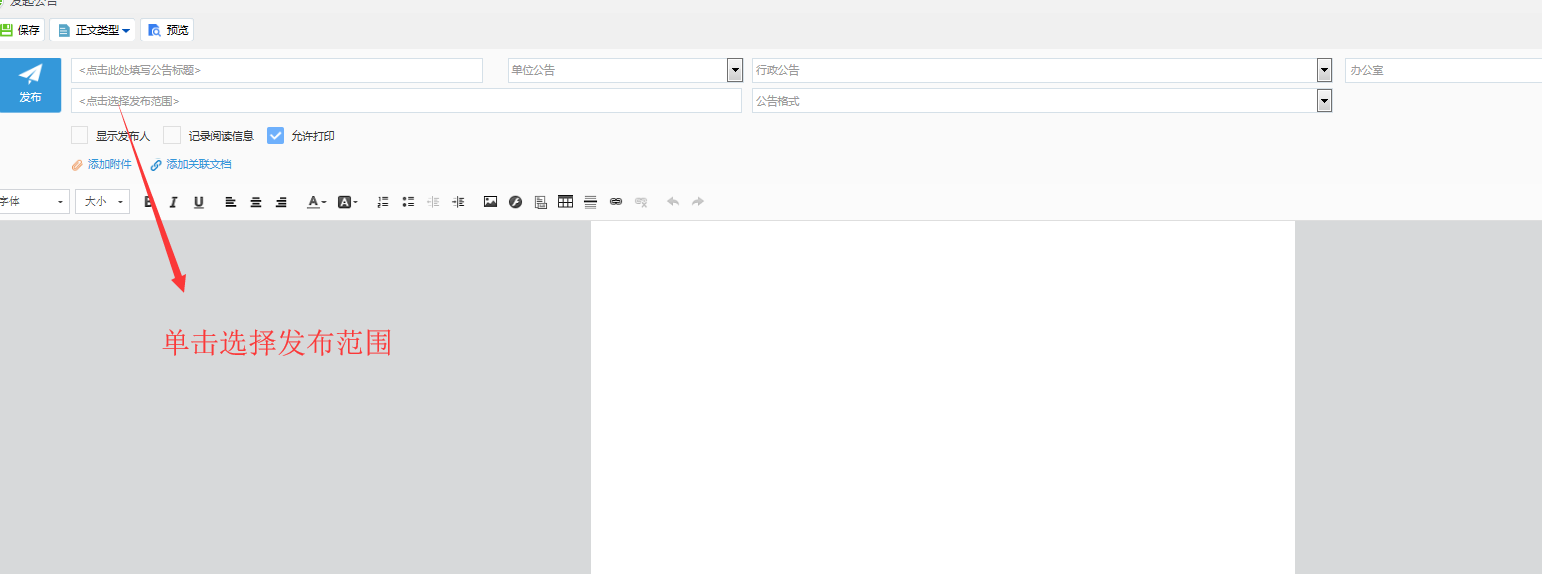 发起公告
保存 正文类型 预览
发布
<点击此处填写公告标题> 单位公告 行政公告 办公室
<点击选择发布范围> 公告格式
显示发布人 记录阅读信息 允许打印
添加附件 添加关联文档
字体 大小 B I U A A
单击选择发布范围